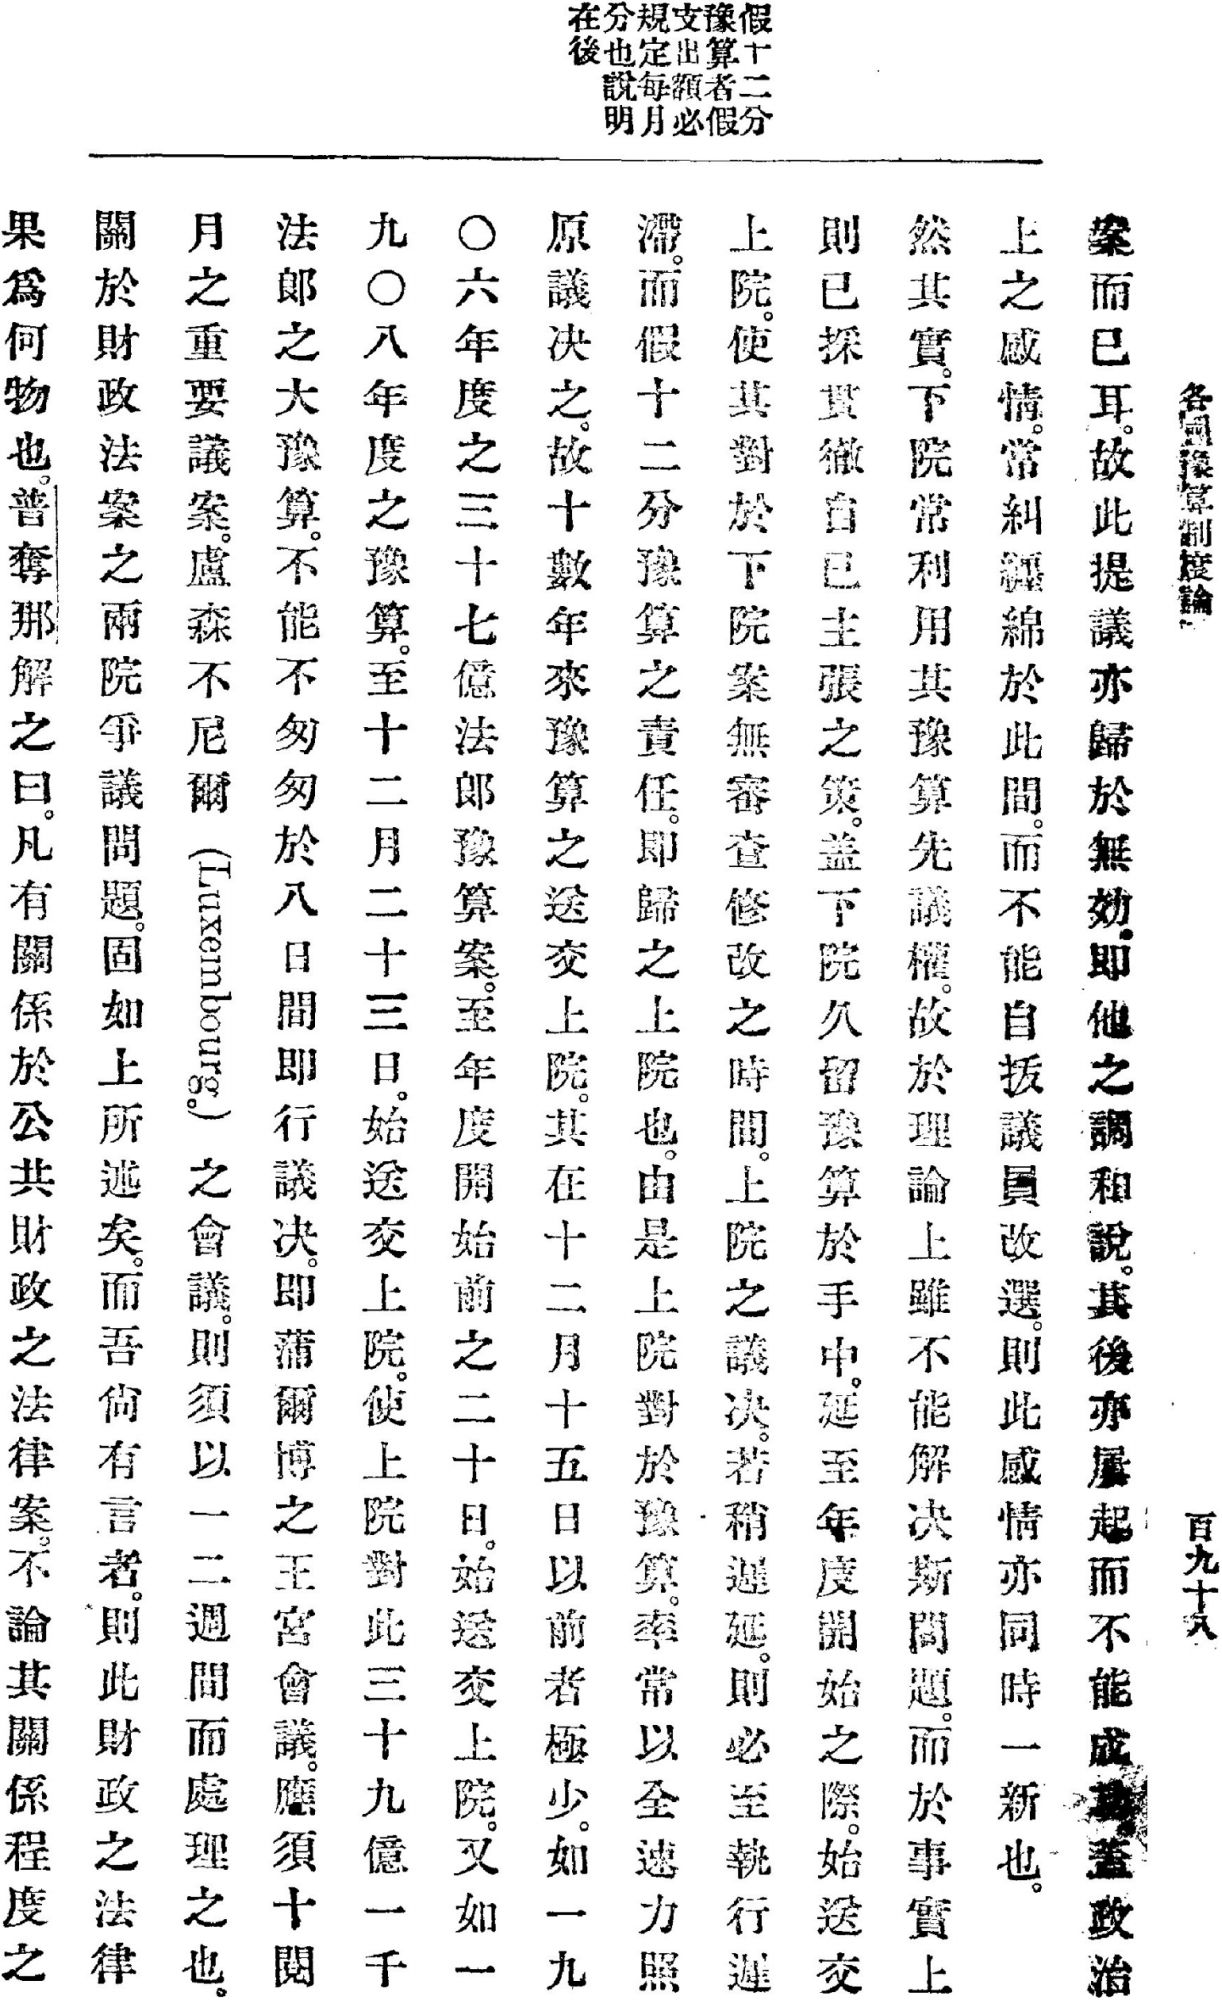 各國豫算制度論
百九十八
假十二分
豫算者假
支出額必
規定每月
分也說明
在後
案而已耳。故此提議亦歸於無効。即他之調和說。其後亦屢起而不能成功。蓋政治
上之感情。常糾纏綿於此間。而不能自拔議員改選。則此感情亦同時一新也。
然其實。下院常利用其豫算先議權。故於理論上雖不能解决斯問題。而於事實上
則已採貫徹自已主張之策。蓋下院久留豫算於手中。延至年度開始之際。始送交
上院。使其對於下院案無審查修改之時間。上院之議决。若稍遲延。則必至執行遲
滯。而假十二分豫算之責任。即歸之上院也。由是上院對於豫算。率常以全速力照
原議决之。故十數年來豫算之送交上院。其在十二月十五日以前者極少。如一九
〇六年度之三十七億法郎豫算案。至年度開始前之二十日。始送交上院。又如一
九〇八年度之豫算。至十二月二十三日。始送交上院。使上院對此三十九億一千
法郎之大豫算。不能不匆匆於八日間即行議决。即蒲爾博之王宮會議。應須十閱
月之重要議案。盧森不尼爾(Luxembourg。)之會議。則須以一二週間而處理之也。
關於財政法案之兩院爭議問題。固如上所述矣。而吾尙有言者。則此財政之法律
果爲何物也。普奪那解之曰。凡有關係於公共財政之法律案。不論其關係程度之